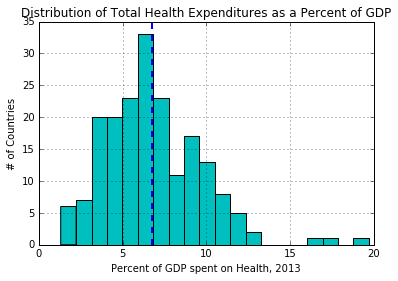 Distribution of Total Health Expenditures as a Percent of GDP
35
30
25
20
15
10
5
0
# of Countries
0 5 10 15 20
Percent of GDP spent on Health, 2013